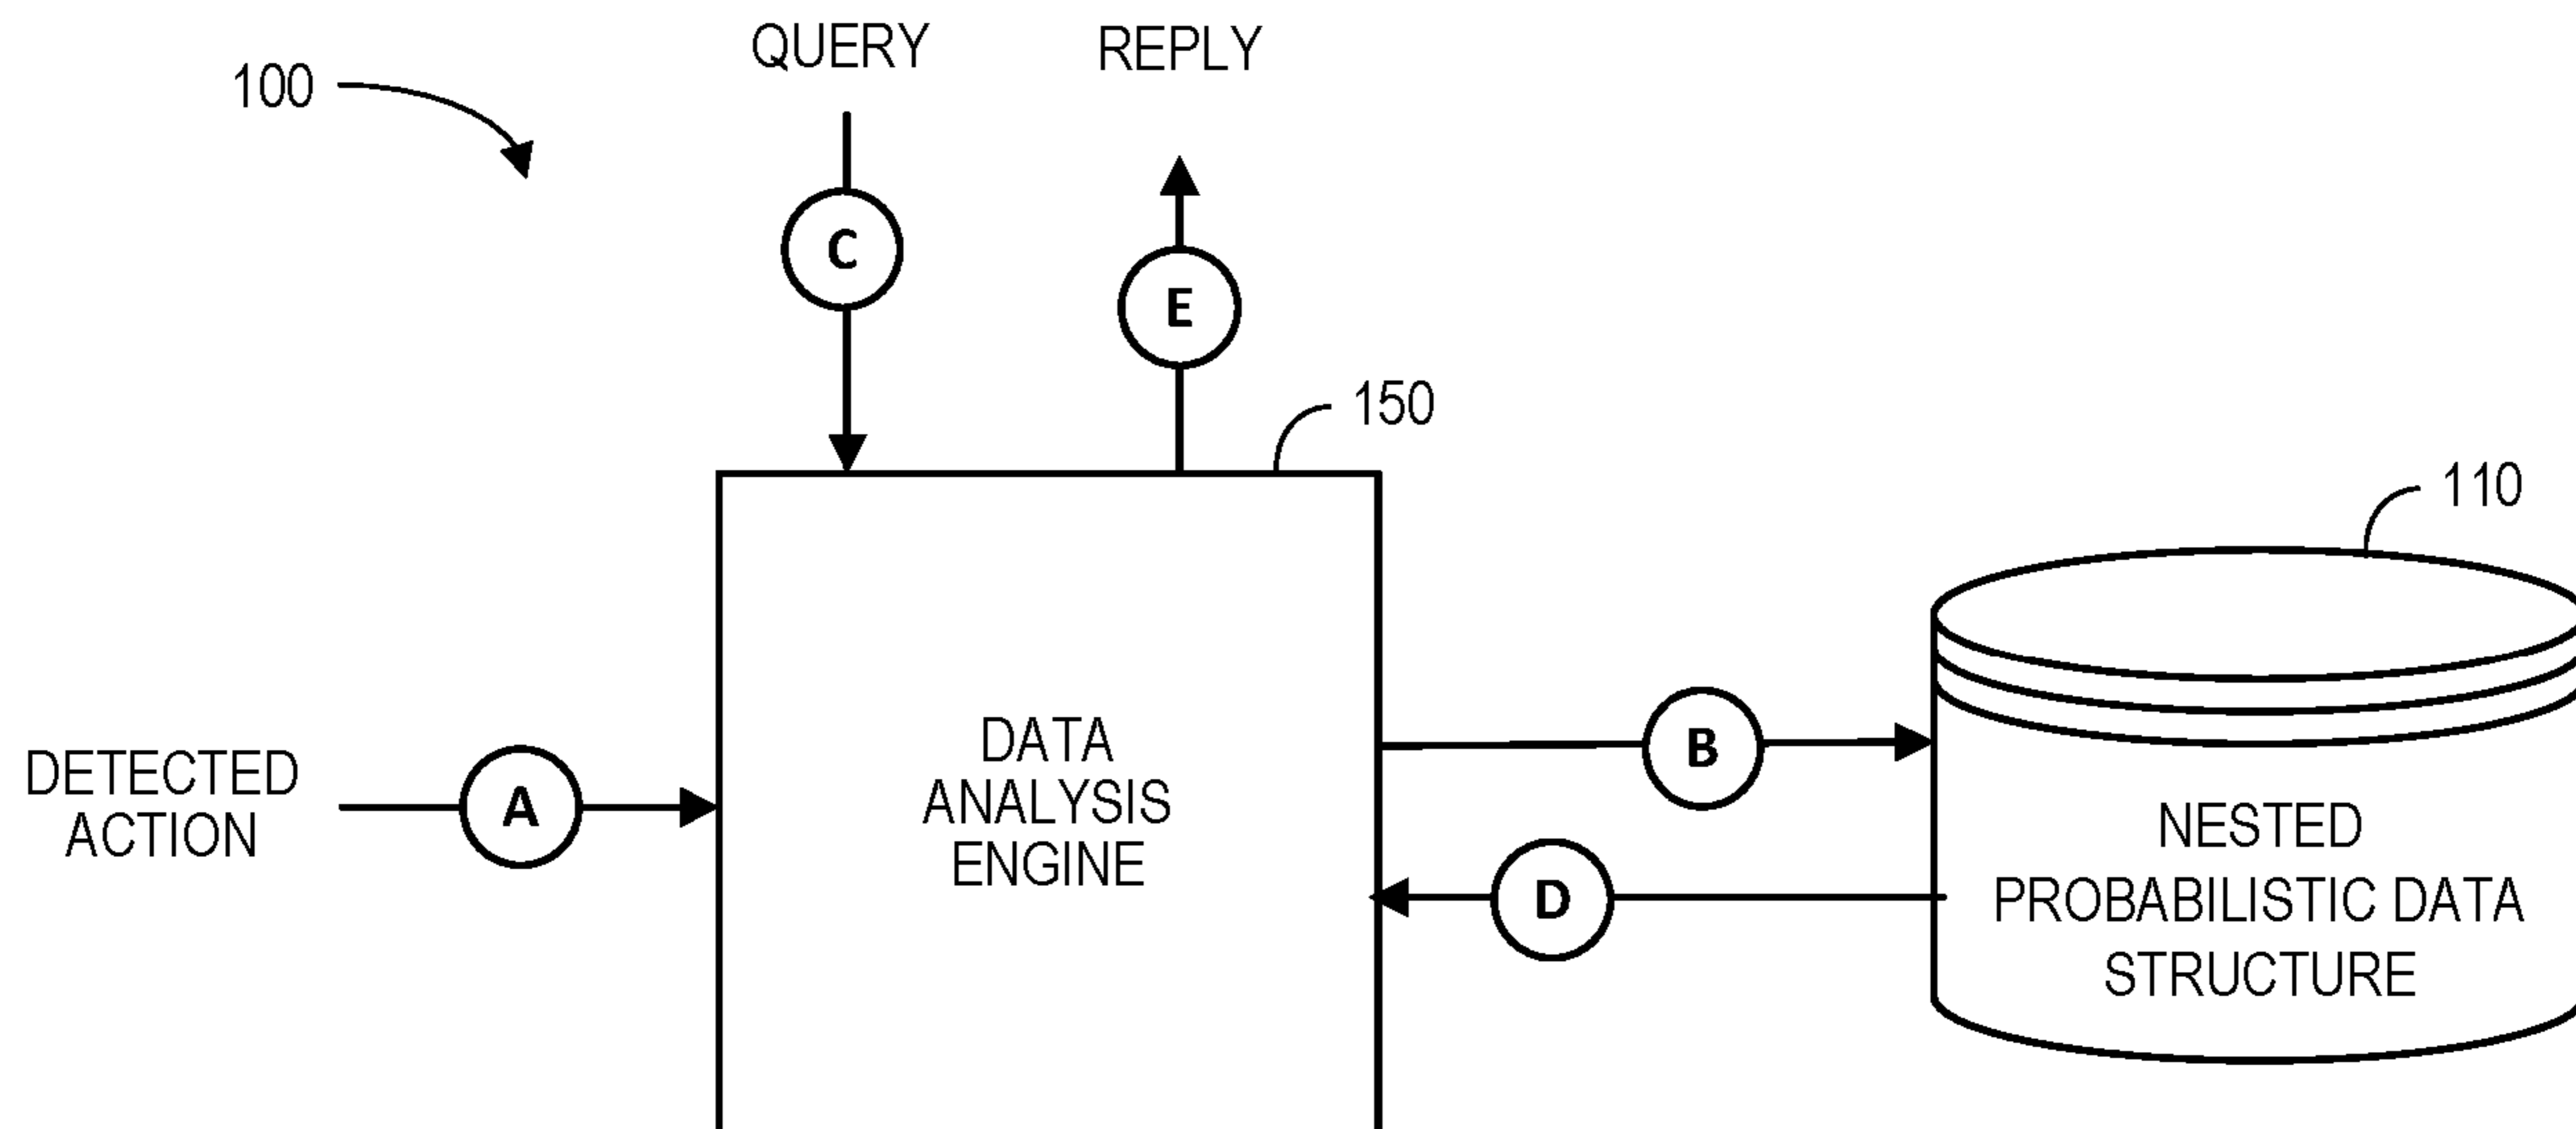 QUERY
REPLY
100
C
E
150
110
DETECTED
ACTION
A
DATA
ANALYSIS
ENGINE
B
D
NESTED
PROBABILISTIC DATA
STRUCTURE